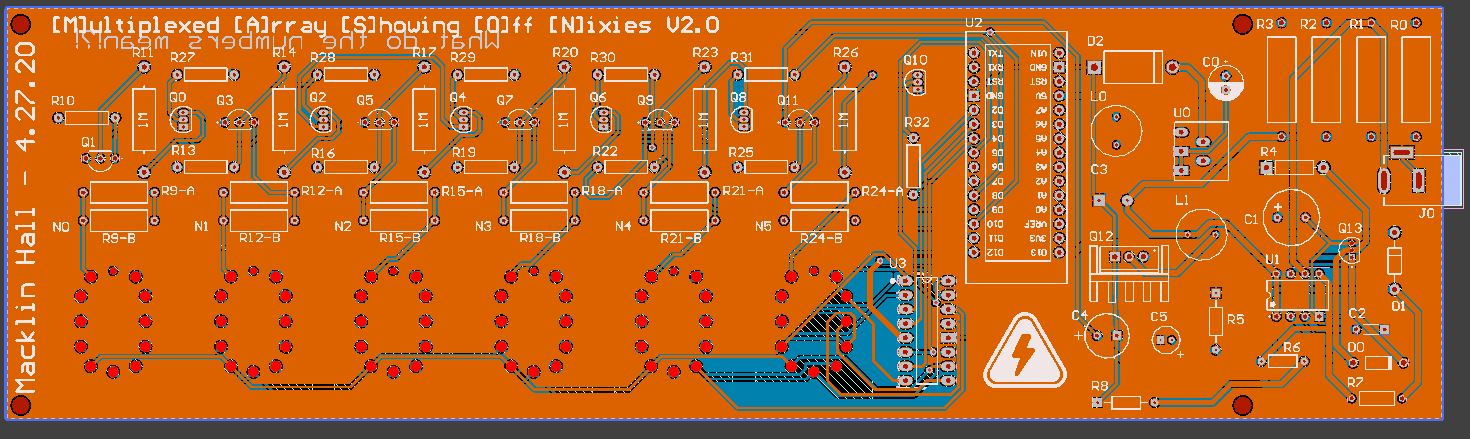 [M]ultiplexed [A]rray [S]howing [O]ff [N]ixies V2.0
What do the numbers mean!?!
Macklin Hall - 4.27.20
R11 R14 R17 R20 R23 R26
R27 R28 R29 R30 R31
R10 Q0 Q3 Q2 Q5 Q4 Q7 Q6 Q9 Q8 Q11 Q10
1M 1M 1M 1M 1M 1M
Q1 R13 R16 R19 R22 R25 R32
R9-A R12-A R15-A R18-A R21-A R24-A
N0 N1 N2 N3 N4 N5
R9-B R12-B R15-B R18-B R21-B R24-B
U3
U2
TX1 VIN
RX1 GND
RST RST
GND 5V
D2 A7
D3 A6
D4 A5
D5 A4
D6 A3
D7 A2
D8 A1
D9 A0
D10 VREF
D11 3V3
D12 D13
D2 C0 R3 R2 R1 R0
L0 U0
R4
C3 L1 C1 J0
Q12 Q13
U1
C4 C5 R5 C2 D1
R6 D0
R8 R7